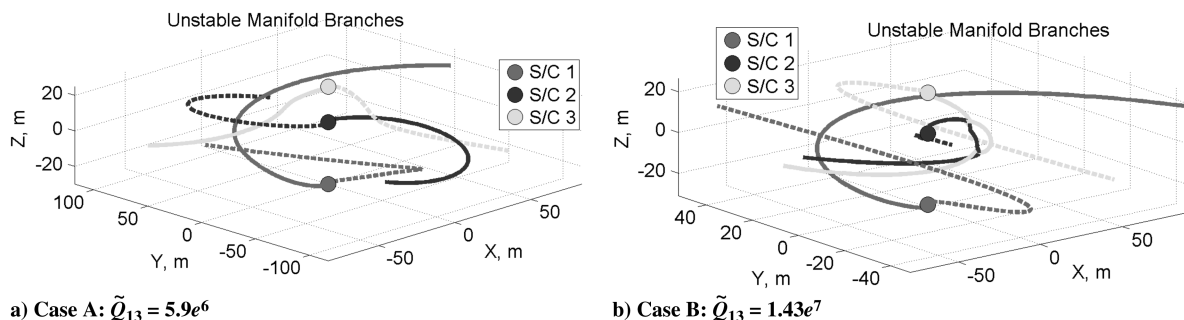 Unstable Manifold Branches
S/C 1
S/C 2
S/C 3
20
0
-20
Z, m
100
50
0
-50
-100
Y, m
-50
0
50
X, m
a) Case A: Q̃13 = 5.9e6
Unstable Manifold Branches
S/C 1
S/C 2
S/C 3
20
0
-20
Z, m
40
20
0
-20
-40
Y, m
-50
0
50
X, m
b) Case B: Q̃13 = 1.43e7